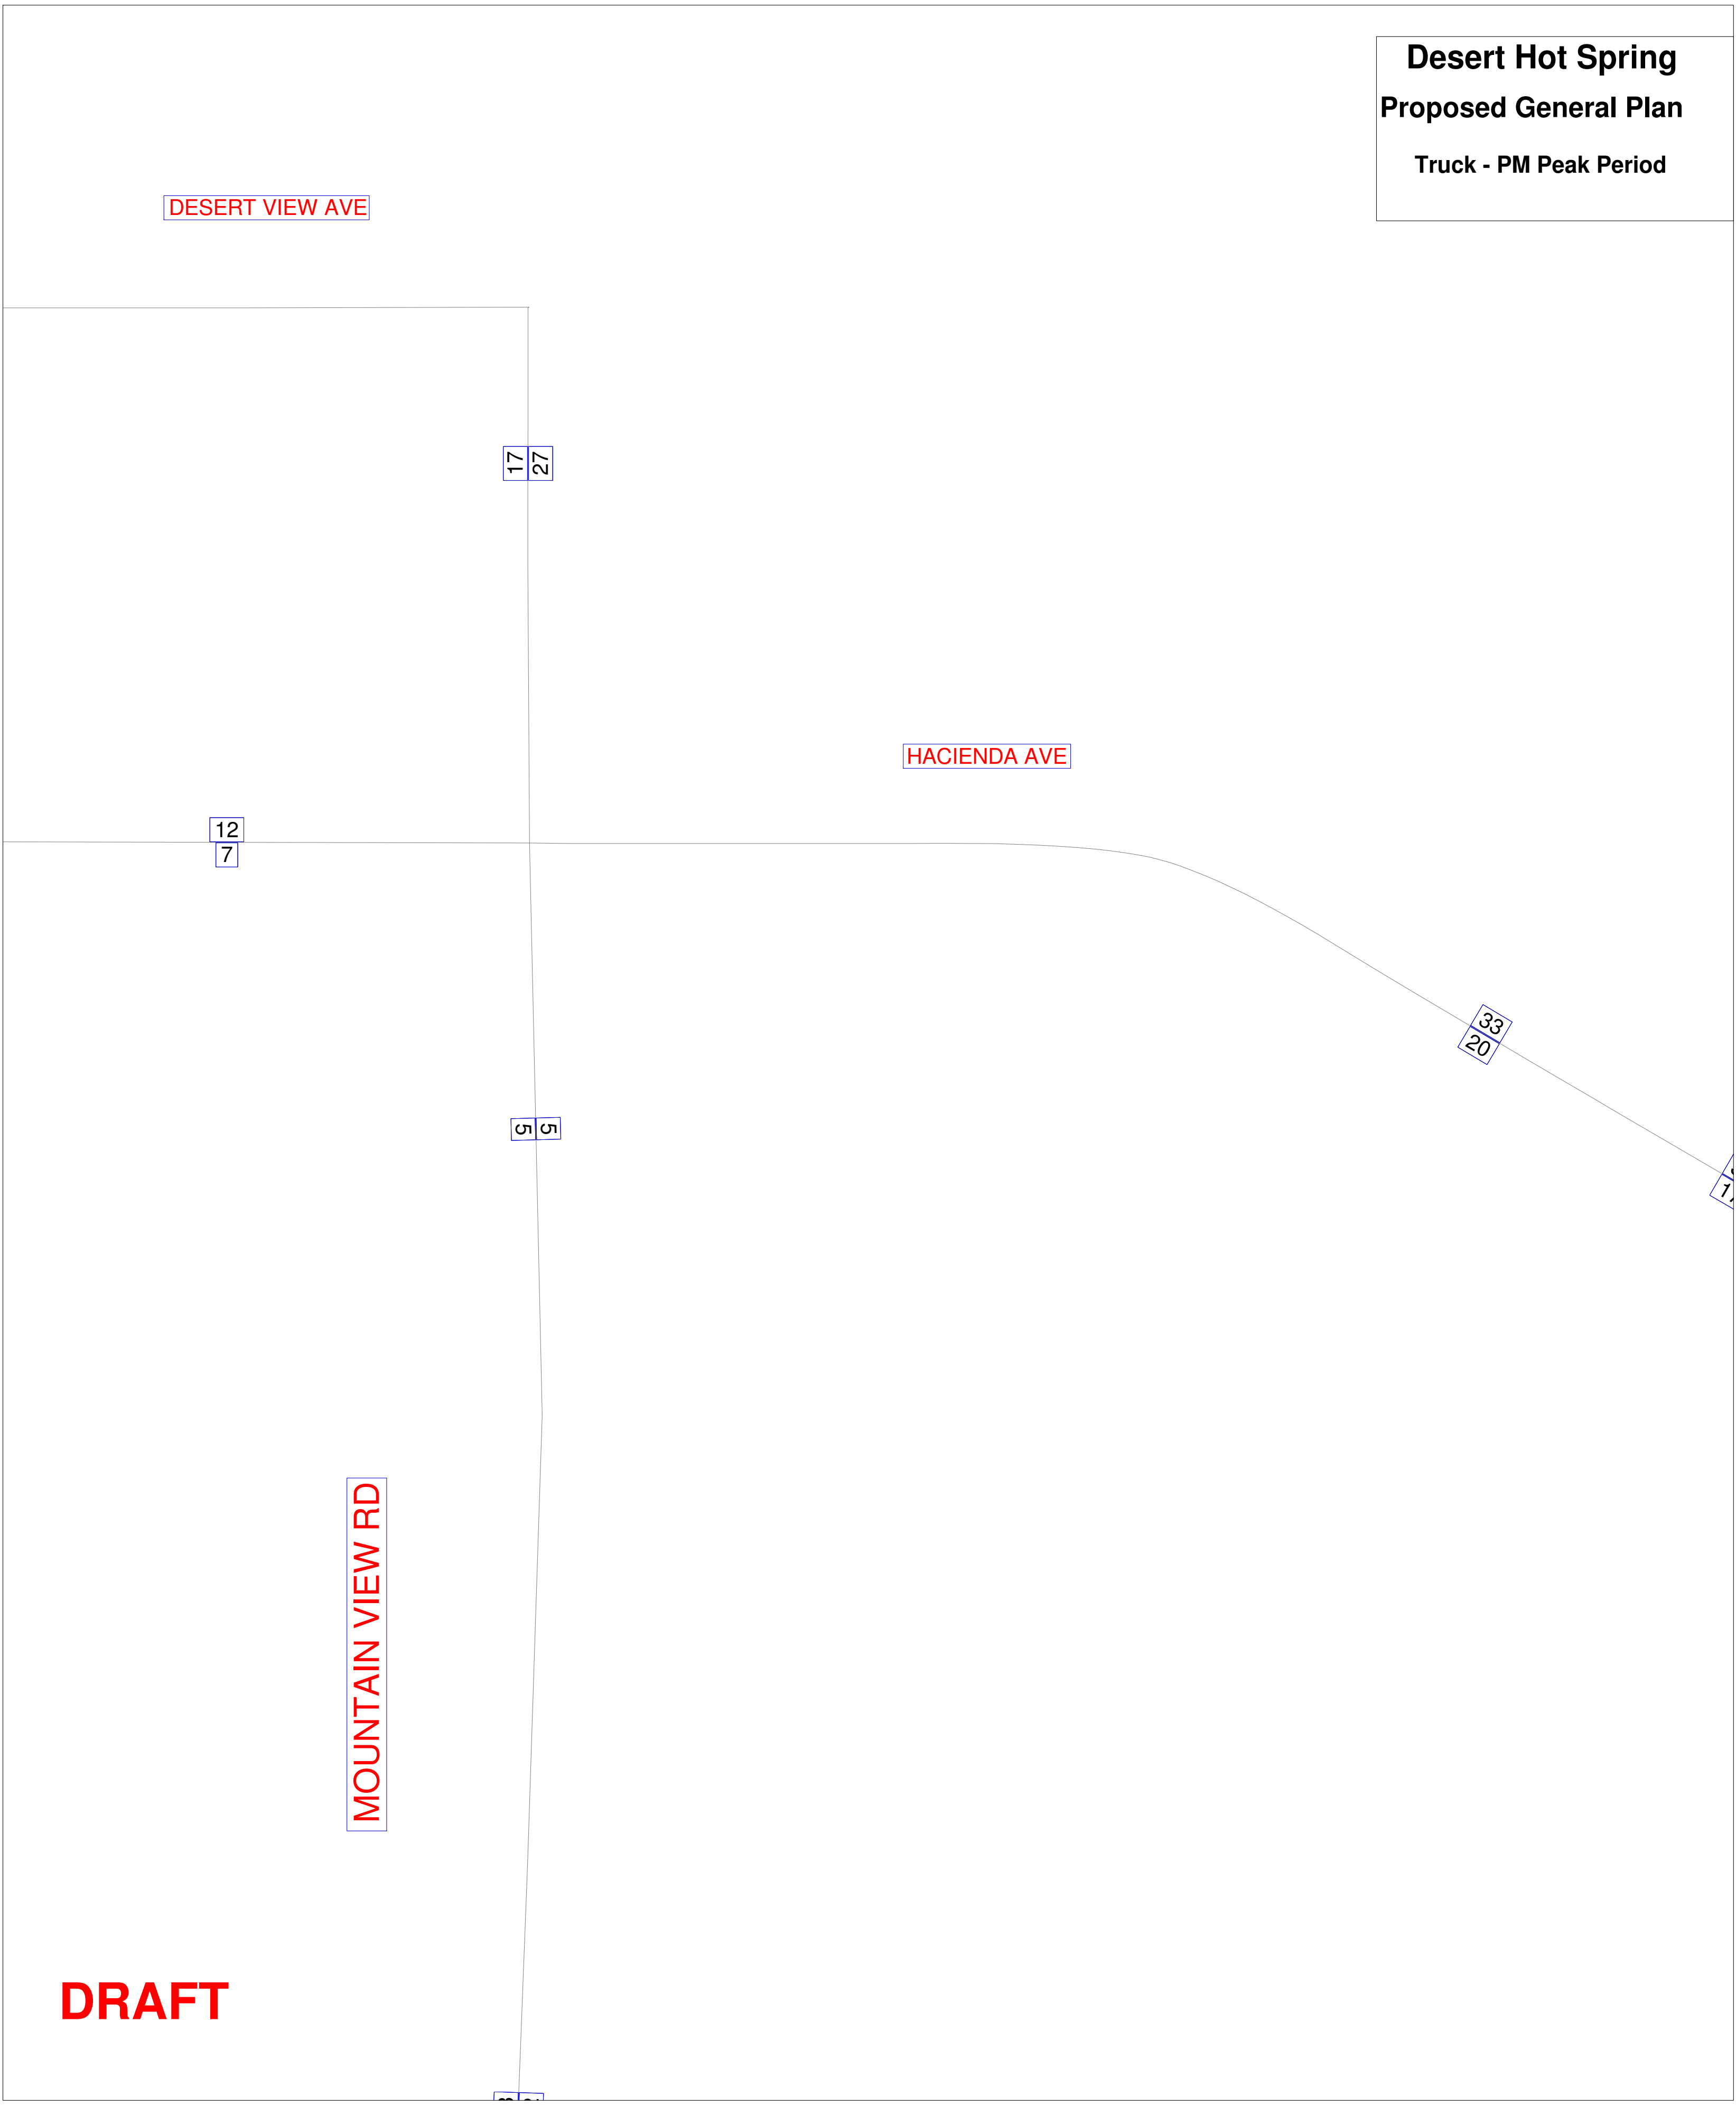 Desert Hot Spring
Proposed General Plan
Truck - PM Peak Period
DESERT VIEW AVE
17
27
HACIENDA AVE
12
7
33
20
5
5
MOUNTAIN VIEW RD
DRAFT